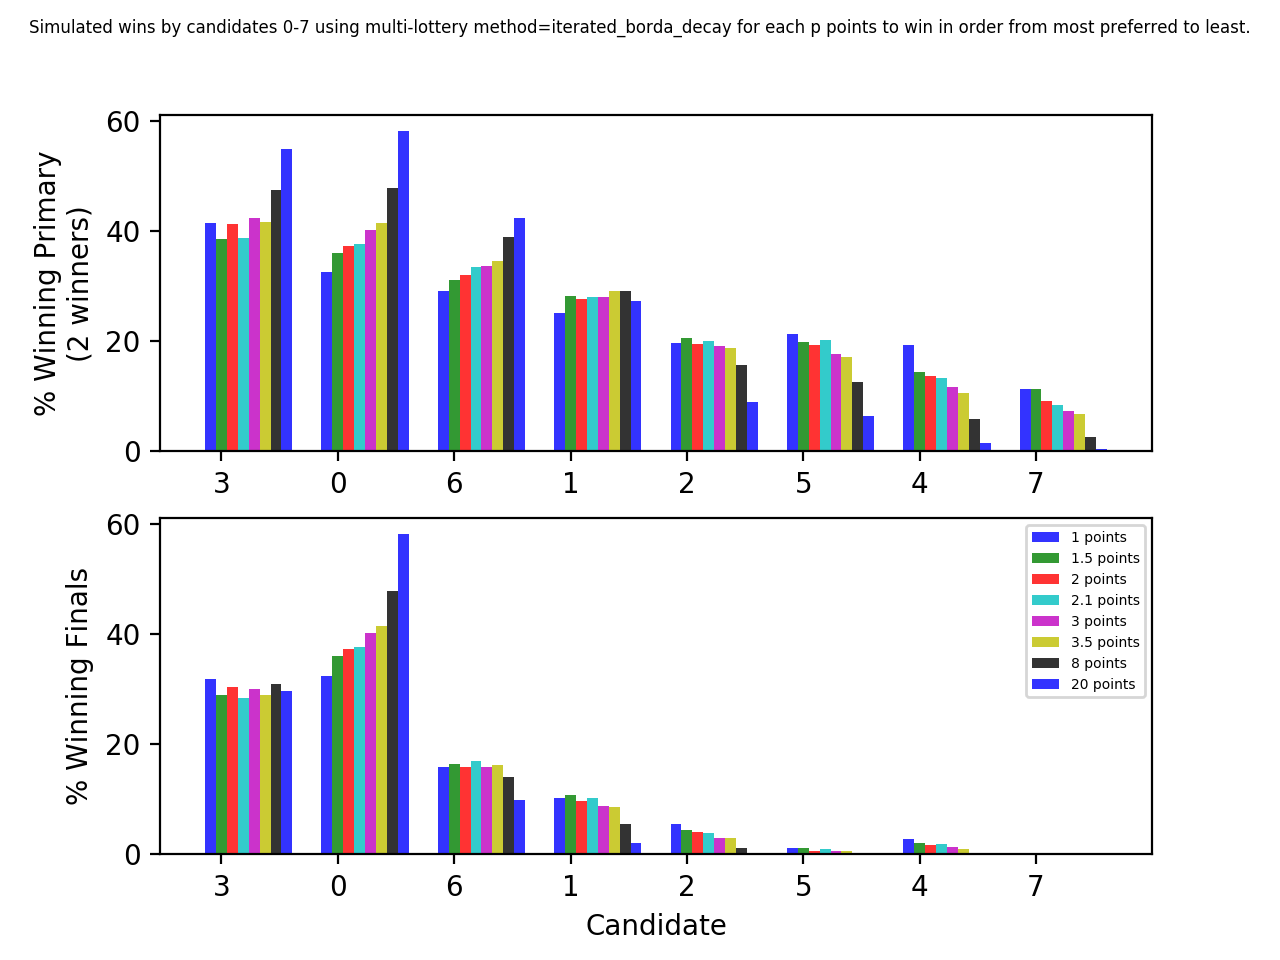 Simulated wins by candidates 0-7 using multi-lottery method=iterated_borda_decay for each p points to win in order from most preferred to least.
% Winning Primary
(2 winners)
60
40
20
0
3 0 6 1 2 5 4 7
% Winning Finals
60
40
20
0
1 points
1.5 points
2 points
2.1 points
3 points
3.5 points
8 points
20 points
3 0 6 1 2 5 4 7
Candidate